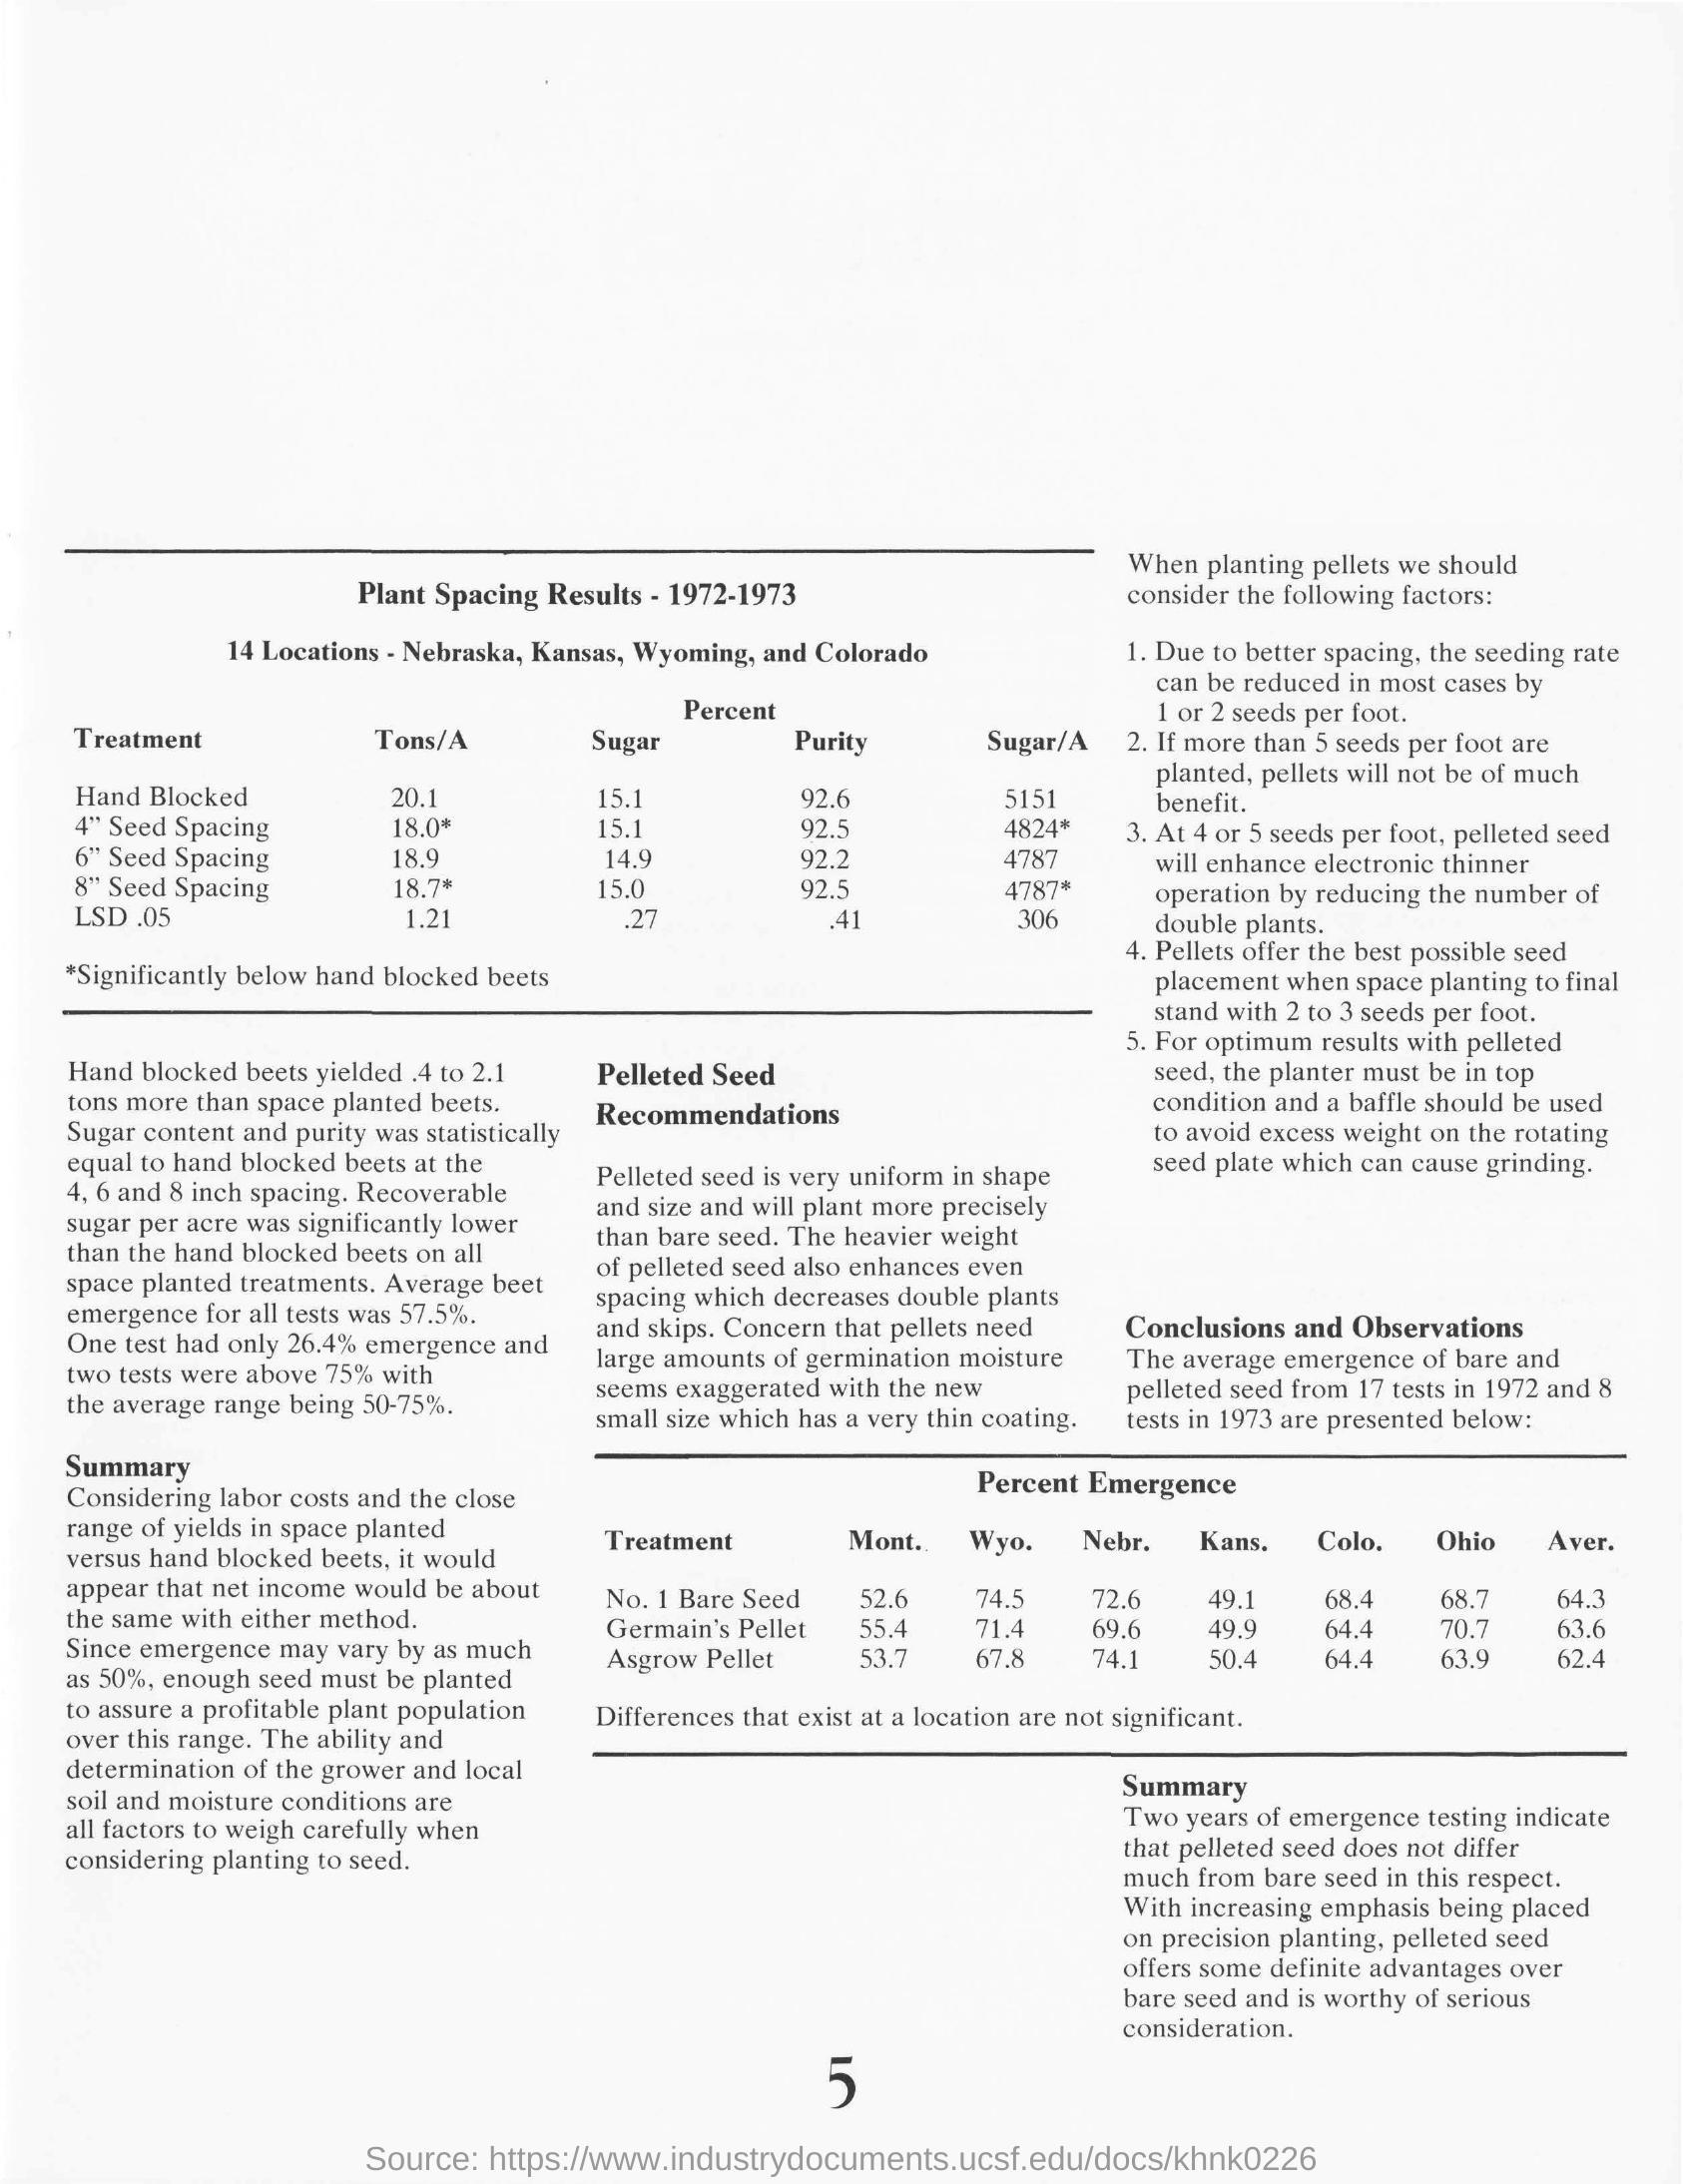 Plant Spacing Results - 1972-1973
14 Locations - Nebraska, Kansas, Wyoming, and Colorado
Percent
Treatment Tons/A Sugar Purity Sugar/A
Hand Blocked 20.1 15.1 92.6 5151
4” Seed Spacing 18.0* 15.1 92.5 4824*
6” Seed Spacing 18.9 14.9 92.2 4787
8” Seed Spacing 18.7* 15.0 92.5 4787*
LSD .05 1.21 .27 .41 306
*Significantly below hand blocked beets
Hand blocked beets yielded .4 to 2.1
tons more than space planted beets.
Sugar content and purity was statistically
equal to hand blocked beets at the
4, 6 and 8 inch spacing. Recoverable
sugar per acre was significantly lower
than the hand blocked beets on all
space planted treatments. Average beet
emergence for all tests was 57.5%.
One test had only 26.4% emergence and
two tests were above 75% with
the average range being 50-75%.
Summary
Considering labor costs and the close
range of yields in space planted
versus hand blocked beets, it would
appear that net income would be about
the same with either method.
Since emergence may vary by as much
as 50%, enough seed must be planted
to assure a profitable plant population
over this range. The ability and
determination of the grower and local
soil and moisture conditions are
all factors to weigh carefully when
considering planting to seed.
Pelleted Seed
Recommendations
Pelleted seed is very uniform in shape
and size and will plant more precisely
than bare seed. The heavier weight
of pelleted seed also enhances even
spacing which decreases double plants
and skips. Concern that pellets need
large amounts of germination moisture
seems exaggerated with the new
small size which has a very thin coating.
When planting pellets we should
consider the following factors:
1. Due to better spacing, the seeding rate
can be reduced in most cases by
1 or 2 seeds per foot.
2. If more than 5 seeds per foot are
planted, pellets will not be of much
benefit.
3. At 4 or 5 seeds per foot, pelleted seed
will enhance electronic thinner
operation by reducing the number of
double plants.
4. Pellets offer the best possible seed
placement when space planting to final
stand with 2 to 3 seeds per foot.
5. For optimum results with pelleted
seed, the planter must be in top
condition and a baffle should be used
to avoid excess weight on the rotating
seed plate which can cause grinding.
Conclusions and Observations
The average emergence of bare and
pelleted seed from 17 tests in 1972 and 8
tests in 1973 are presented below:
Percent Emergence
Treatment Mont. Wyo. Nebr. Kans. Colo. Ohio Aver.
No. 1 Bare Seed 52.6 74.5 72.6 49.1 68.4 68.7 64.3
Germain's Pellet 55.4 71.4 69.6 49.9 64.4 70.7 63.6
Asgrow Pellet 53.7 67.8 74.1 50.4 64.4 63.9 62.4
Differences that exist at a location are not significant.
Summary
Two years of emergence testing indicate
that pelleted seed does not differ
much from bare seed in this respect.
With increasing emphasis being placed
on precision planting, pelleted seed
offers some definite advantages over
bare seed and is worthy of serious
consideration.
5
Source: https://www.industrydocuments.ucsf.edu/docs/khnk0226